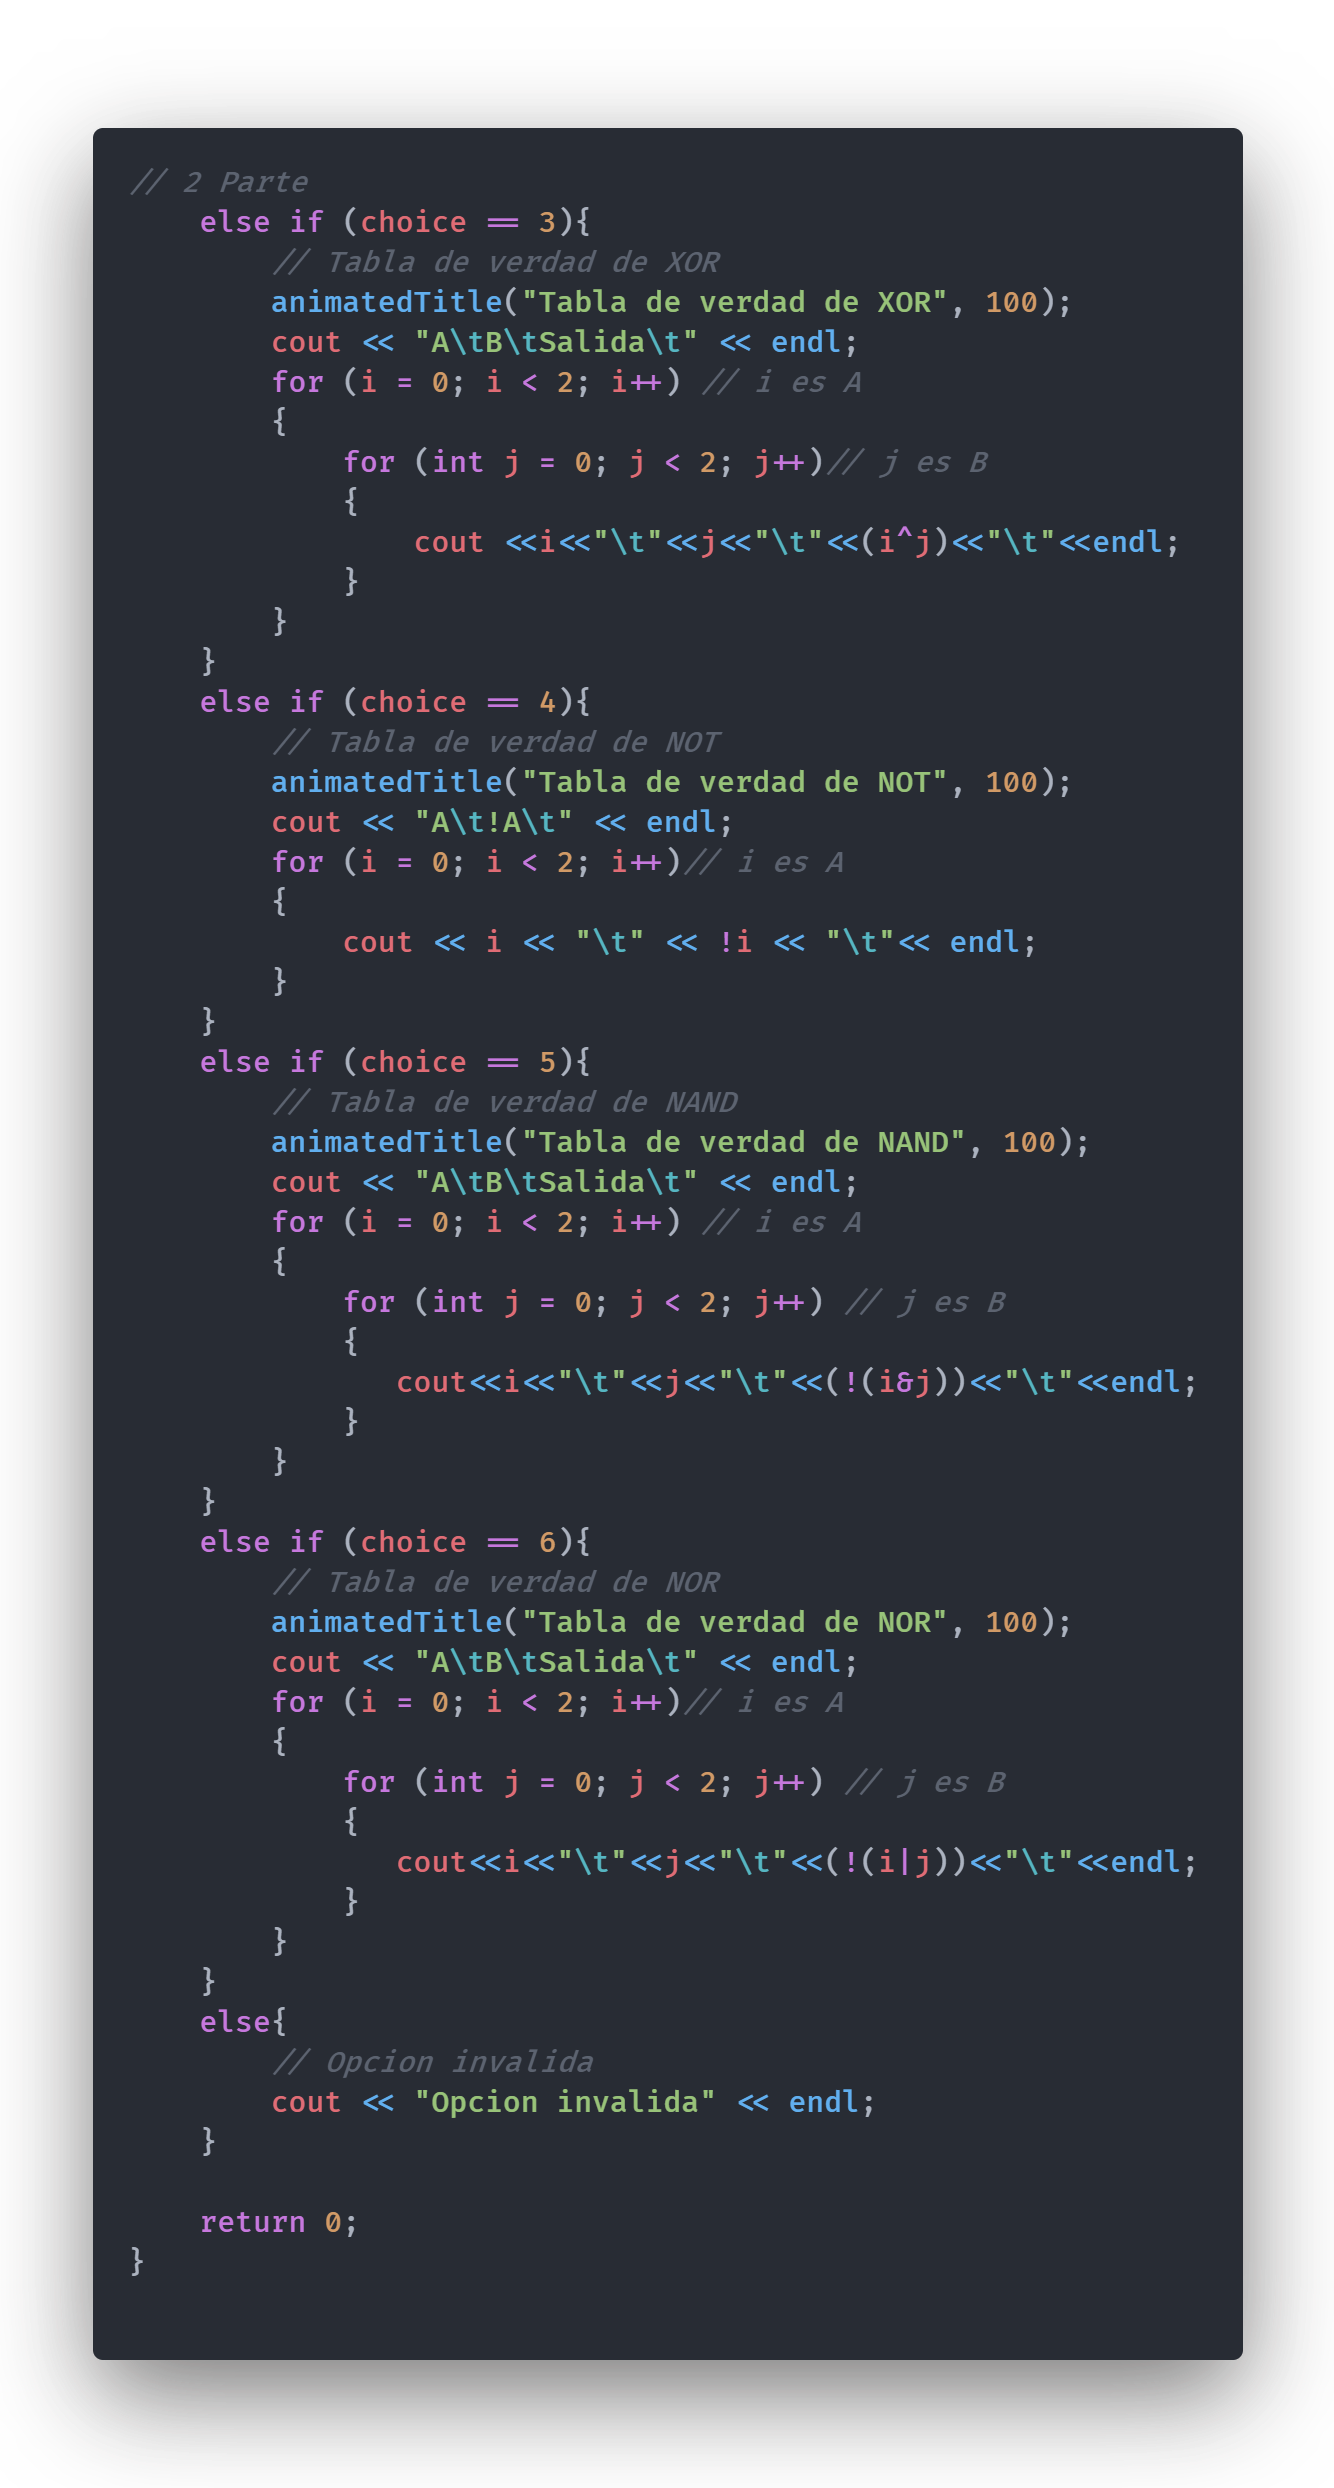 // 2 Parte
    else if (choice == 3){
        // Tabla de verdad de XOR
        animatedTitle("Tabla de verdad de XOR", 100);
        cout << "A\tB\tSalida\t" << endl;
        for (i = 0; i < 2; i++) // i es A
        {
            for (int j = 0; j < 2; j++)// j es B
            {
                cout <<i<<"\t"<<j<<"\t"<<(i^j)<<"\t"<<endl;
            }
        }
    }
    else if (choice == 4){
        // Tabla de verdad de NOT
        animatedTitle("Tabla de verdad de NOT", 100);
        cout << "A\t!A\t" << endl;
        for (i = 0; i < 2; i++)// i es A
        {
            cout << i << "\t" << !i << "\t"<< endl;
        }
    }
    else if (choice == 5){
        // Tabla de verdad de NAND
        animatedTitle("Tabla de verdad de NAND", 100);
        cout << "A\tB\tSalida\t" << endl;
        for (i = 0; i < 2; i++) // i es A
        {
            for (int j = 0; j < 2; j++) // j es B
            {
               cout<<i<<"\t"<<j<<"\t"<<(!(i&j))<<"\t"<<endl;
            }
        }
    }
    else if (choice == 6){
        // Tabla de verdad de NOR
        animatedTitle("Tabla de verdad de NOR", 100);
        cout << "A\tB\tSalida\t" << endl;
        for (i = 0; i < 2; i++)// i es A
        {
            for (int j = 0; j < 2; j++) // j es B
            {
               cout<<i<<"\t"<<j<<"\t"<<(!(i|j))<<"\t"<<endl;
            }
        }
    }
    else{
        // Opcion invalida
        cout << "Opcion invalida" << endl;
    }

    return 0;
}